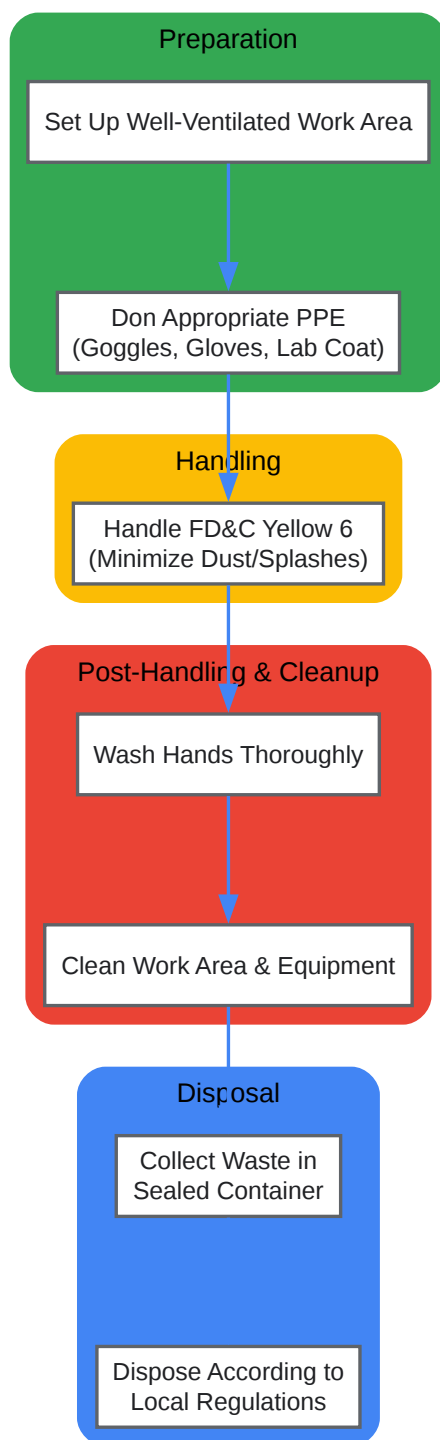 Preparation
Set Up Well-Ventilated Work Area
Don Appropriate PPE
(Goggles, Gloves, Lab Coat)
Handling
Handle FD&C Yellow 6
(Minimize Dust/Splashes)
Post-Handling & Cleanup
Wash Hands Thoroughly
Clean Work Area & Equipment
Disposal
Collect Waste in
Sealed Container
Dispose According to
Local Regulations